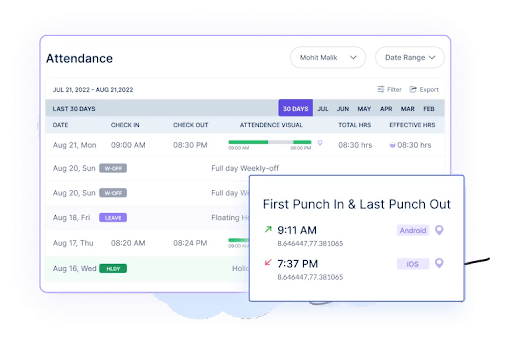 Attendance
Mohit Malik
Date Range
JUL 21, 2022 - AUG 21,2022
Filter
Export
LAST 30 DAYS
30 DAYS JUL JUN MAY APR MAR FEB
DATE CHECK IN CHECK OUT ATTENDENCE VISUAL TOTAL HRS EFFECTIVE HRS
Aug 21, Mon 09:00 AM 08:30 PM 08:30 hrs 08:30 hrs
09:00 AM 08:30 PM
Aug 20, Sun W-OFF Full day Weekly-off
Aug 20, Sun W-OFF Full day We
Aug 18, Fri LEAVE Floating Ho
Aug 17, Thu 08:20 AM 08:24 PM
09:00 AM
Aug 16, Wed HLDY Holi
First Punch In & Last Punch Out
9:11 AM Android
8.646447,77.381065
7:37 PM IOS
8.646447,77.381065